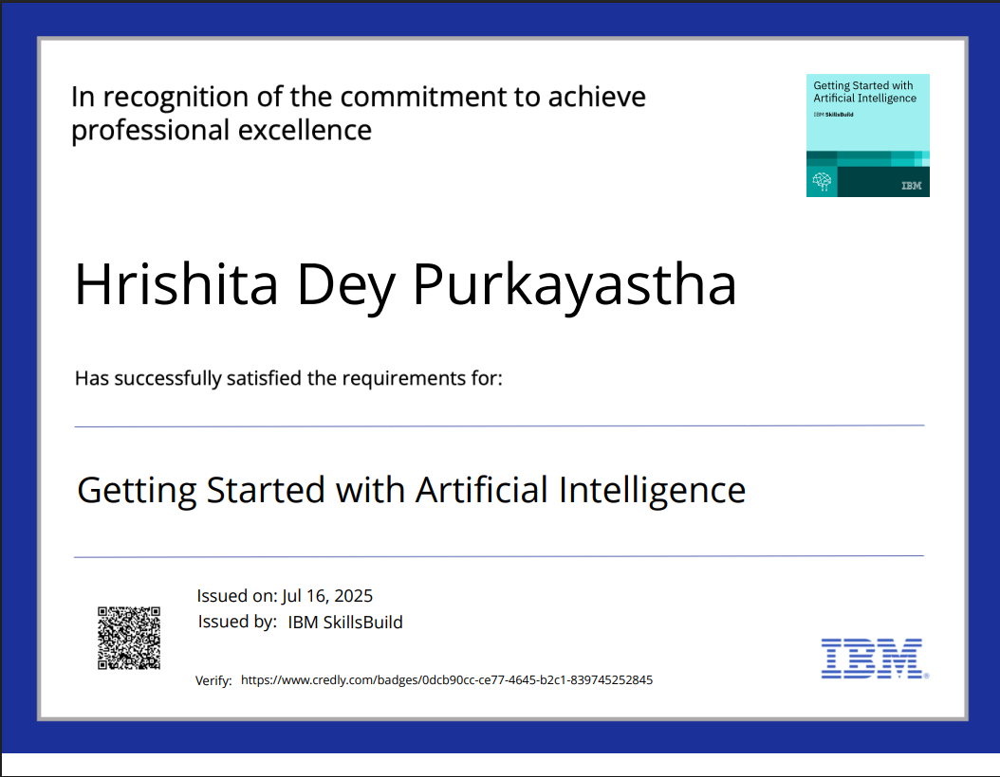 In recognition of the commitment to achieve
professional excellence
Getting Started with
Artificial Intelligence
IBM SkillsBuild
IBM
Hrishita Dey Purkayastha
Has successfully satisfied the requirements for:
Getting Started with Artificial Intelligence
Issued on: Jul 16, 2025
Issued by: IBM SkillsBuild
Verify: https://www.credly.com/badges/0dcb90cc-ce77-4645-b2c1-839745252845
IBM®